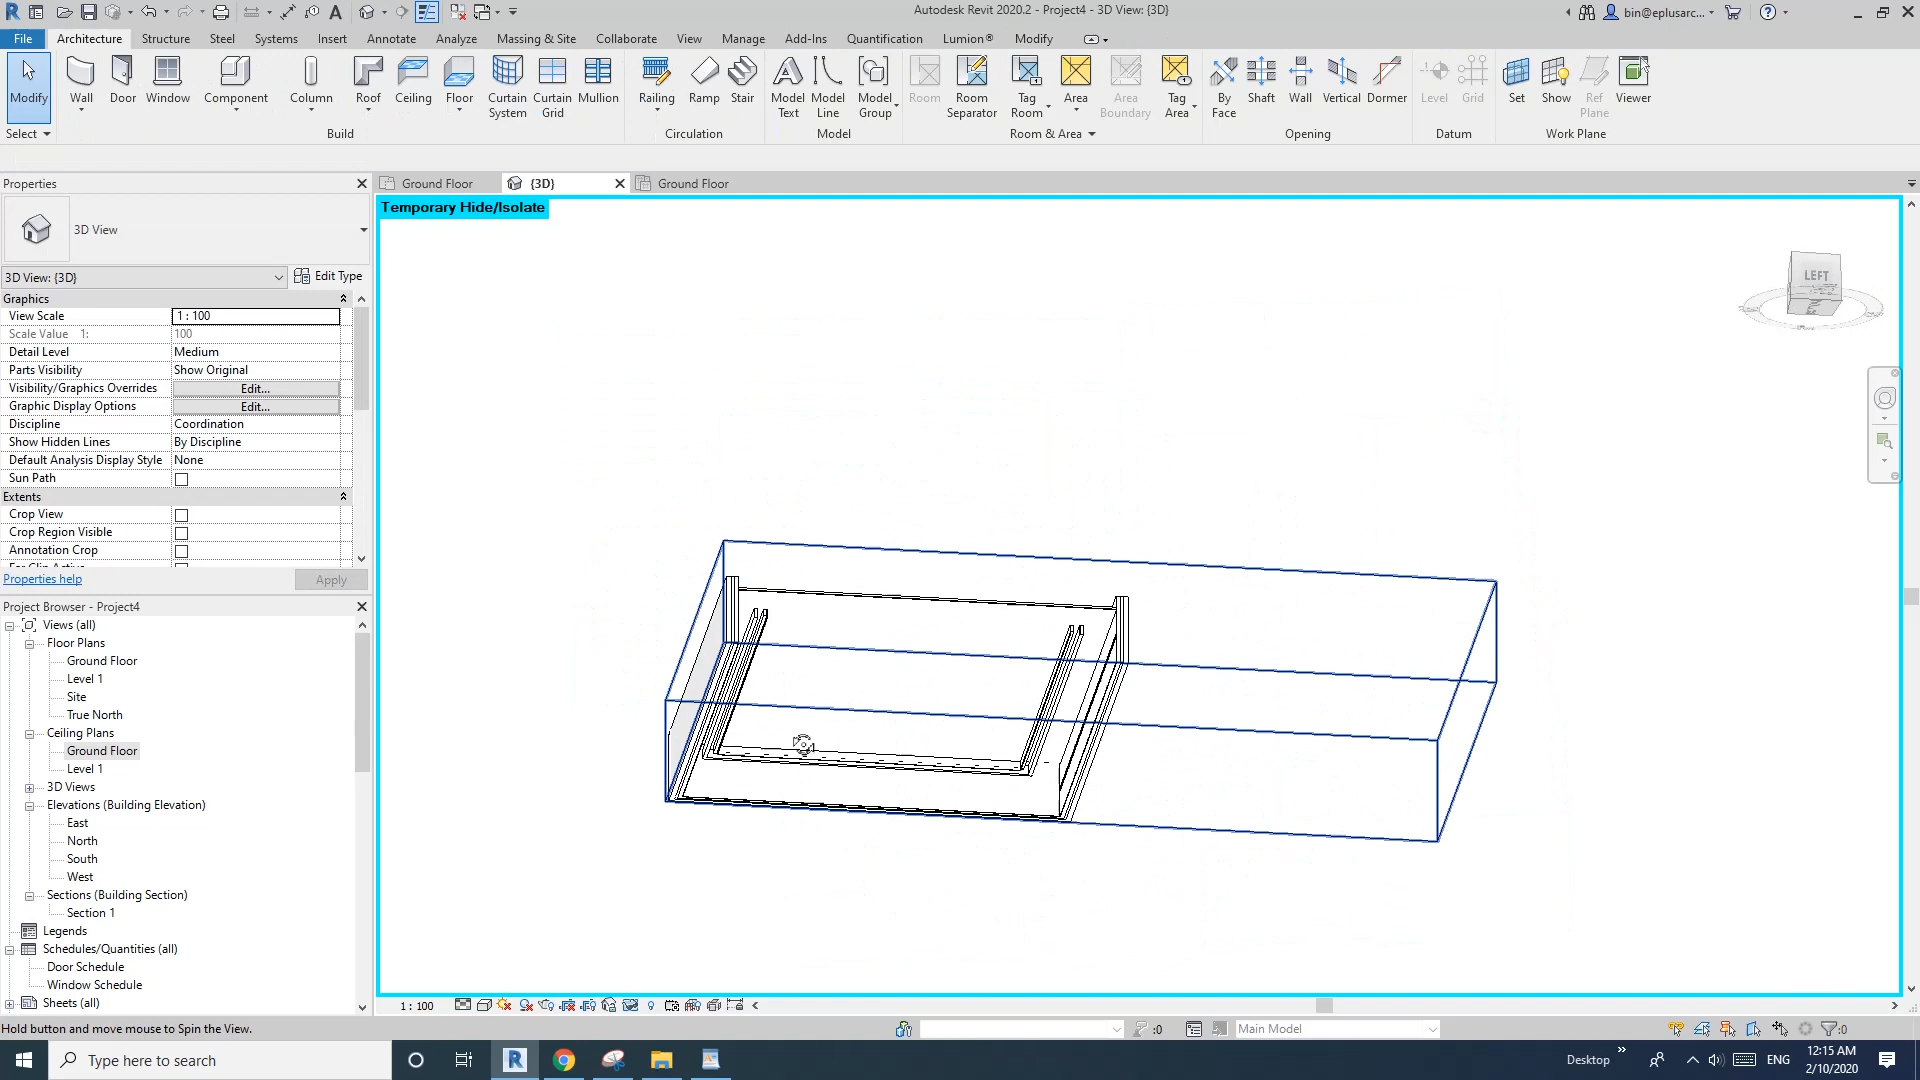 Autodesk Revit 2020.2 - Project4 - 3D View: {3D}
bin@eplusarc...
File Architecture Structure Steel Systems Insert Annotate Analyze Massing & Site Collaborate View Manage Add-Ins Quantification Lumion® Modify
Modify Wall Door Window Component Column Roof Ceiling Floor Curtain System Curtain Grid Mullion Railing Ramp Stair Model Text Model Line Model Group Room Room Separator Tag Room Area Area Boundary Tag Area By Face Shaft Wall Vertical Dormer Level Grid Set Show Ref Plane Viewer
Select Build Circulation Model Room & Area Opening Datum Work Plane
Properties
Ground Floor {3D} Ground Floor
Temporary Hide/Isolate
3D View
3D View: {3D} Edit Type
Graphics
View Scale 1 : 100
Scale Value 1: 100
Detail Level Medium
Parts Visibility Show Original
Visibility/Graphics Overrides Edit...
Graphic Display Options Edit...
Discipline Coordination
Show Hidden Lines By Discipline
Default Analysis Display Style None
Sun Path
Extents
Crop View
Crop Region Visible
Annotation Crop
Properties help Apply
LEFT
Project Browser - Project4
Views (all)
Floor Plans
Ground Floor
Level 1
Site
True North
Ceiling Plans
Ground Floor
Level 1
3D Views
Elevations (Building Elevation)
East
North
South
West
Sections (Building Section)
Section 1
Legends
Schedules/Quantities (all)
Door Schedule
Window Schedule
Sheets (all)
1 : 100
Hold button and move mouse to Spin the View.
:0
Main Model
:0
Type here to search
Desktop
ENG
12:15 AM
2/10/2020